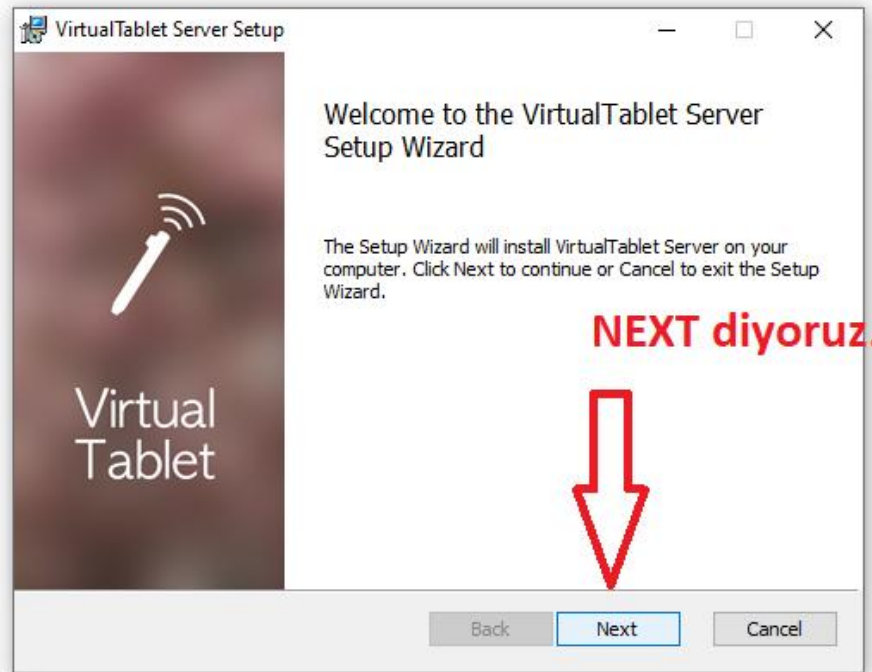 VirtualTablet Server Setup
Welcome to the VirtualTablet Server
Setup Wizard
The Setup Wizard will install VirtualTablet Server on your
computer. Click Next to continue or Cancel to exit the Setup
Wizard.
NEXT diyoruz.
Virtual
Tablet
Back
Next
Cancel